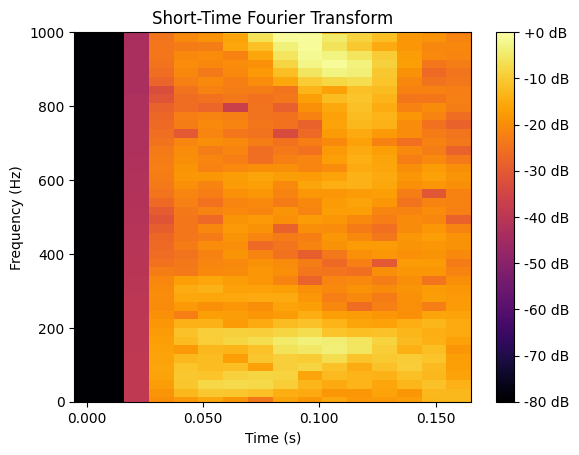 Short-Time Fourier Transform
1000
800
600
400
200
0
Frequency (Hz)
0.000
0.050
0.100
0.150
Time (s)
+0 dB
-10 dB
-20 dB
-30 dB
-40 dB
-50 dB
-60 dB
-70 dB
-80 dB